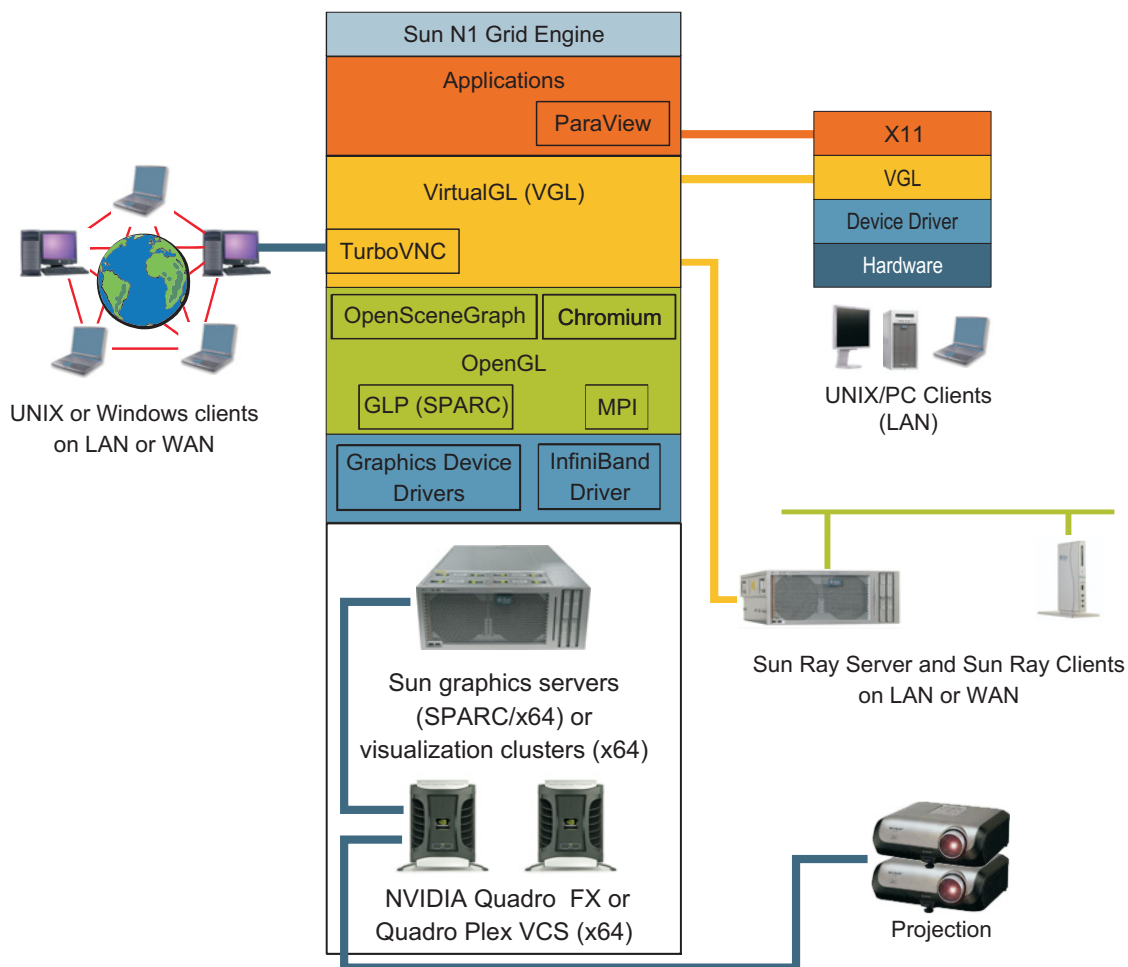 Sun N1 Grid Engine
Applications
ParaView
VirtualGL (VGL)
TurboVNC
OpenSceneGraph
Chromium
OpenGL
GLP (SPARC)
MPI
Graphics Device
Drivers
InfiniBand
Driver
Sun graphics servers
(SPARC/x64) or
visualization clusters (x64)
NVIDIA Quadro FX or
Quadro Plex VCS (x64)
UNIX or Windows clients
on LAN or WAN
X11
VGL
Device Driver
Hardware
UNIX/PC Clients
(LAN)
Sun Ray Server and Sun Ray Clients
on LAN or WAN
Projection